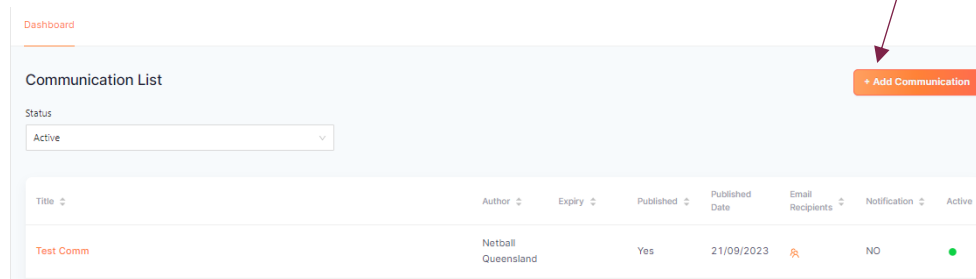 Dashboard
Communication List
+ Add Communication
Status
Active
Title Author Expiry Published Published Date Email Recipients Notification Active
Test Comm Netball Queensland Yes 21/09/2023 NO